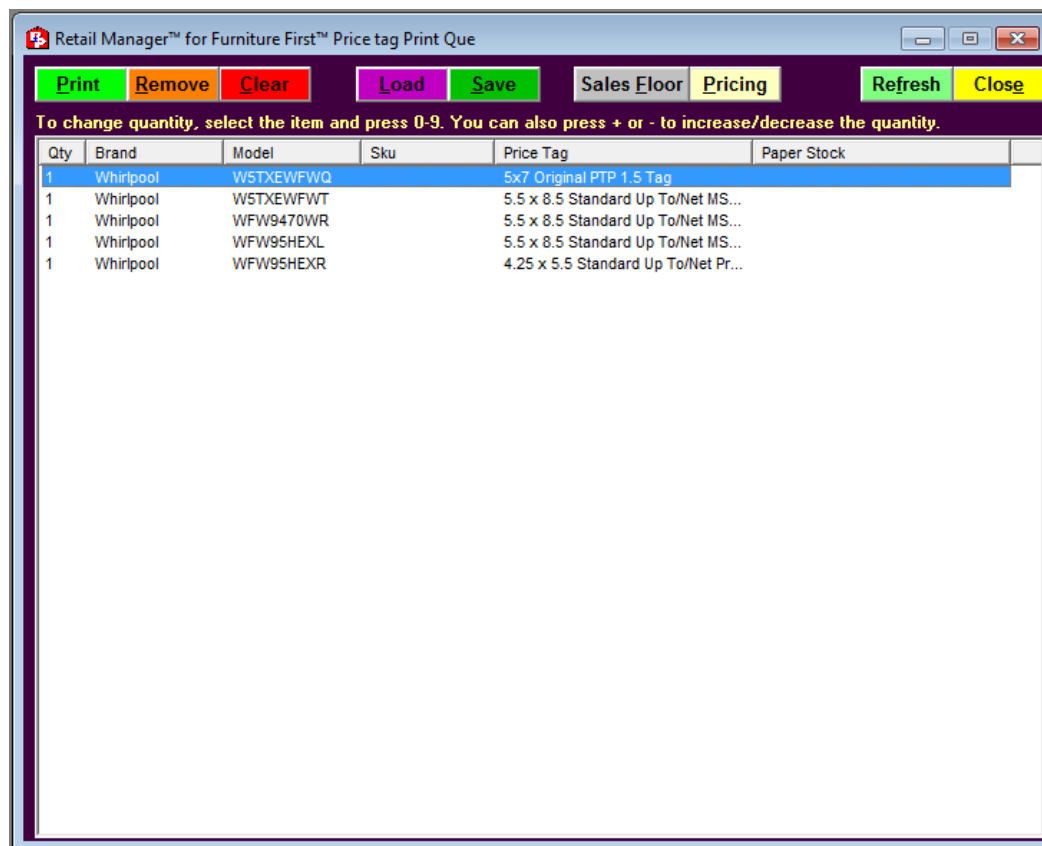 Retail Manager™ for Furniture First™ Price tag Print Que
Print Remove Clear Load Save Sales Floor Pricing Refresh Close
To change quantity, select the item and press 0-9. You can also press + or - to increase/decrease the quantity.
Qty Brand Model Sku Price Tag Paper Stock
1 Whirlpool W5TXEWFWQ 5x7 Original PTP 1.5 Tag
1 Whirlpool W5TXEWFWT 5.5 x 8.5 Standard Up To/Net MS...
1 Whirlpool WFW9470WR 5.5 x 8.5 Standard Up To/Net MS...
1 Whirlpool WFW95HEXL 5.5 x 8.5 Standard Up To/Net MS...
1 Whirlpool WFW95HEXR 4.25 x 5.5 Standard Up To/Net Pr...